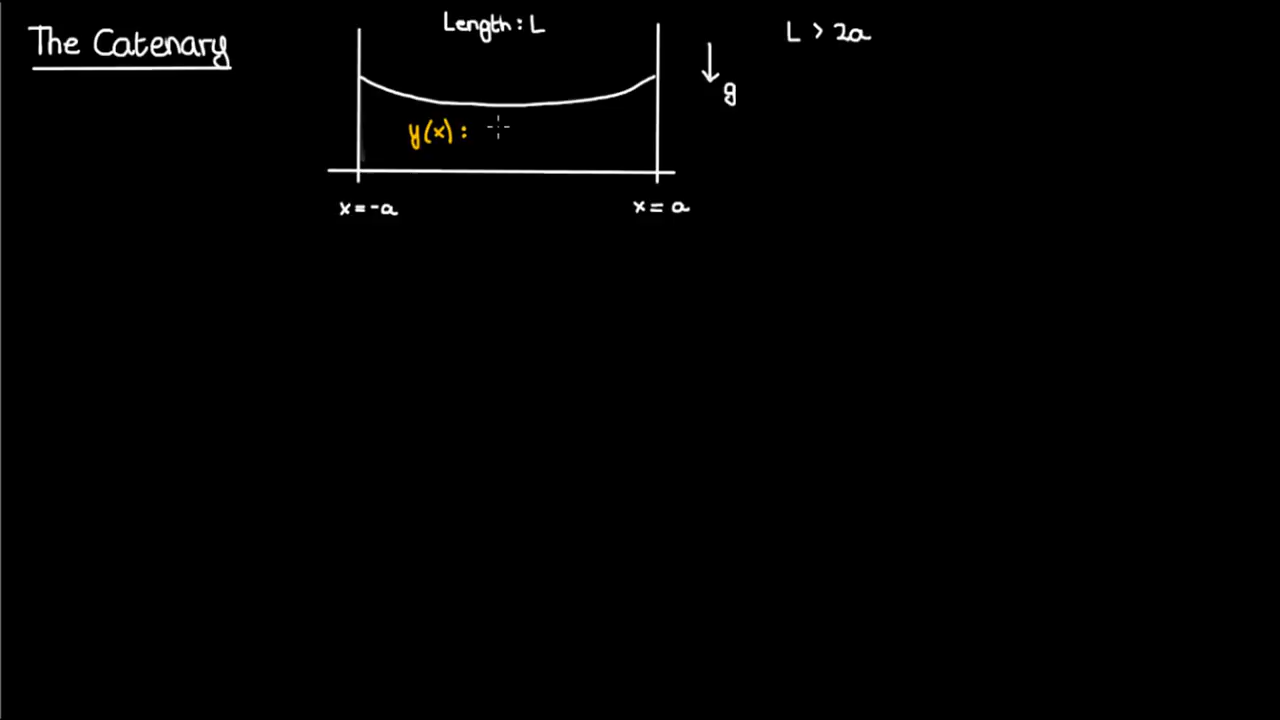 The Catenary
Length: L
L > 2a
g
y(x):
x = -a
x = a